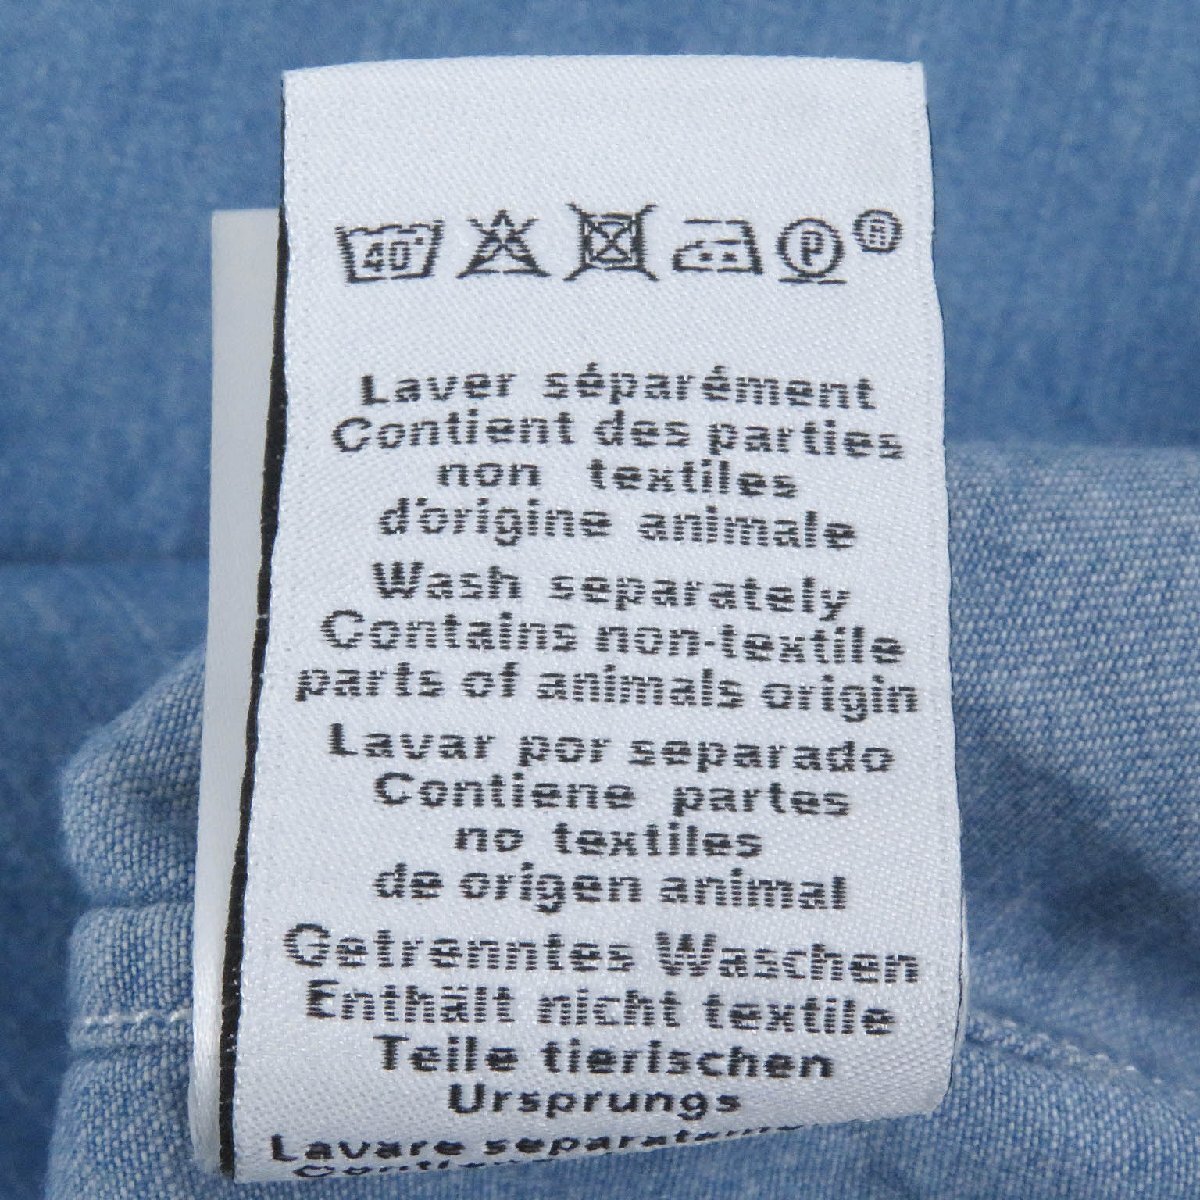 40° P A
Laver séparément
Contient des parties
non textiles
d'origine animale
Wash separately
Contains non-textile
parts of animals origin
Lavar por separado
Contiene partes
no textiles
de origen animal
Getrenntes Waschen
Enthält nicht textile
Teile tierischen
Ursprungs
Lavare